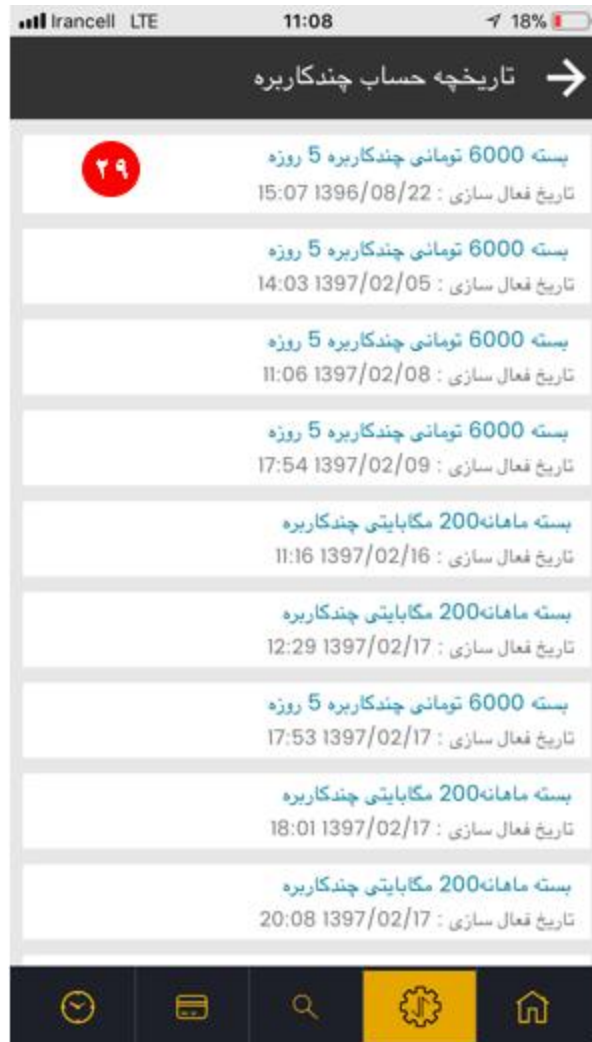 Irancell LTE 11:08 18%
تاریخچه حساب چندکاربره
بسته 6000 تومانی چندکاربره 5 روزه
۲۹
تاریخ فعال سازی : 1396/08/22 15:07
بسته 6000 تومانی چندکاربره 5 روزه
تاریخ فعال سازی : 1397/02/05 14:03
بسته 6000 تومانی چندکاربره 5 روزه
تاریخ فعال سازی : 1397/02/08 11:06
بسته 6000 تومانی چندکاربره 5 روزه
تاریخ فعال سازی : 1397/02/09 17:54
بسته ماهانه200 مگابایتی چندکاربره
تاریخ فعال سازی : 1397/02/16 11:16
بسته ماهانه200 مگابایتی چندکاربره
تاریخ فعال سازی : 1397/02/17 12:29
بسته 6000 تومانی چندکاربره 5 روزه
تاریخ فعال سازی : 1397/02/17 17:53
بسته ماهانه200 مگابایتی چندکاربره
تاریخ فعال سازی : 1397/02/17 18:01
بسته ماهانه200 مگابایتی چندکاربره
تاریخ فعال سازی : 1397/02/17 20:08